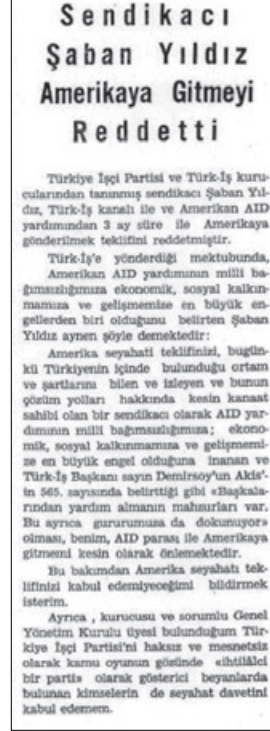 Sendikacı
Şaban Yıldız
Amerikaya Gitmeyi
Reddetti
Türkiye İşçi Partisi ve Türk-İş kuru-
cularından tanınmış sendikacı Şaban Yıl-
dız, Türk-İş kanalı ile ve Amerikan AID
yardımından 3 ay süre ile Amerikaya
gönderilmek teklifini reddetmiştir.
Türk-İş'e yönderdiği mektubunda,
Amerikan AID yardımının milli ba-
ğımsızlığımıza ekonomik, sosyal kalkın-
mamıza ve gelişmemize en büyük en-
gellerden biri olduğunu belirten Şaban
Yıldız aynen şöyle demektedir:
Amerika seyahati teklifinizi, bugün-
kü Türkiyenin içinde bulunduğu ortam
ve şartlarını bilen ve izleyen ve bunun
çözüm yolları hakkında kesin kanaat
sahibi olan bir sendikacı olarak AID yar-
dımının milli bağımsızlığımıza; ekono-
mik, sosyal kalkınmamıza ve gelişmemi-
ze en büyük engel olduğuna inanan ve
Türk-İş Başkanı sayın Demirsoy'un Akis'-
in 565. sayısında belirttiği gibi «Başkala-
rından yardım almanın mahzurları var.
Bu ayrıca gururumuza da dokunuyor»
olması, benim, AID parası ile Amerikaya
gitmemi kesin olarak önlemektedir.
Bu bakımdan Amerika seyahatı tek-
lifinizi kabul edemiyeceğimi bildirmek
isterim.
Ayrıca , kurucusu ve sorumlu Genel
Yönetim Kurulu üyesi bulunduğum Tür-
kiye İşçi Partisi'ni haksız ve mesnetsiz
olarak kamu oyunun gözünde «ihtilâlci
bir parti» olarak gösterici beyanlarda
bulunan kimselerin de seyahat davetini
kabul edemem.